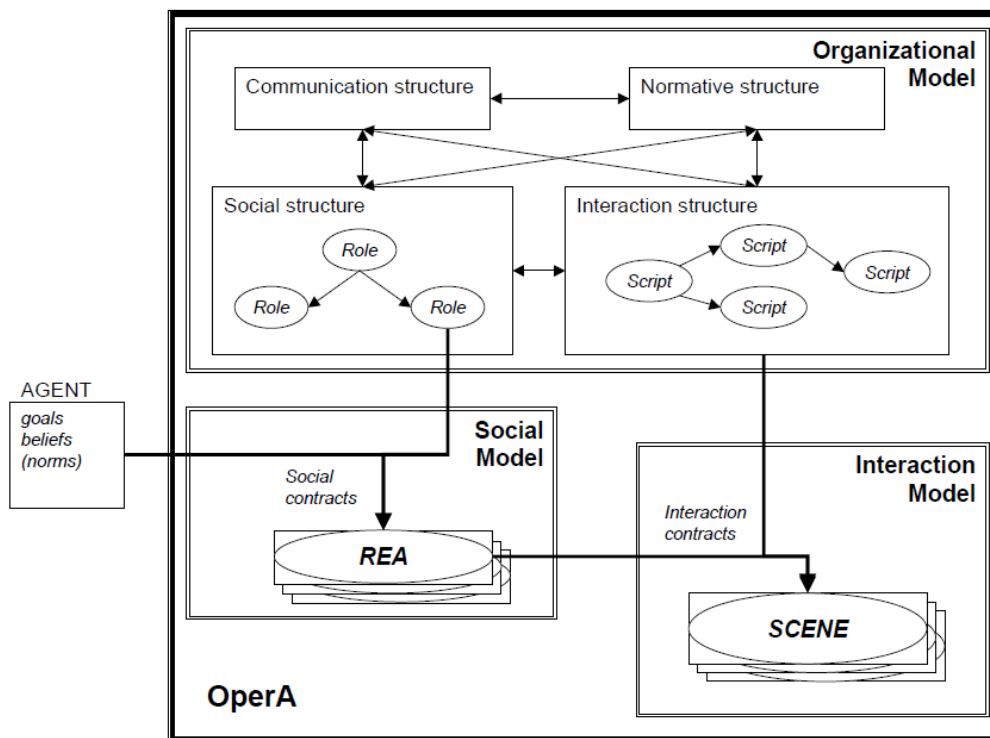 Organizational
Model
Communication structure
Normative structure
Social structure
Role
Role
Role
Interaction structure
Script
Script
Script
Script
AGENT
goals
beliefs
(norms)
Social
Model
Social
contracts
REA
Interaction
Model
Interaction
contracts
SCENE
OperA